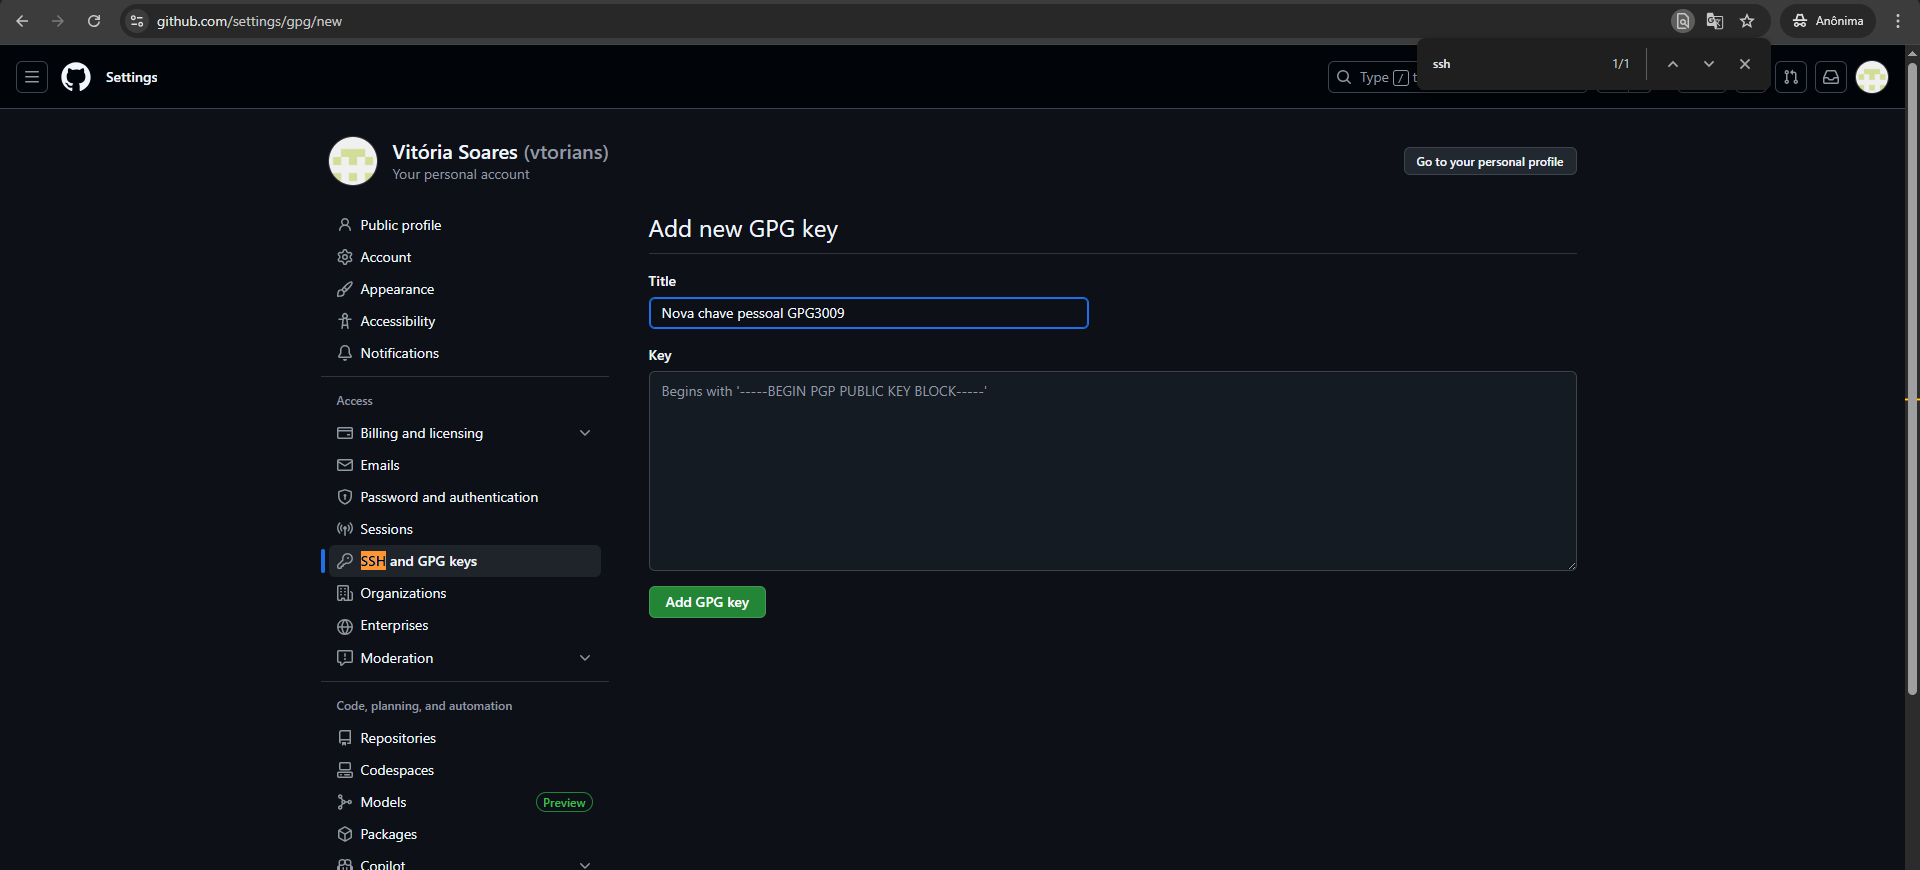 github.com/settings/gpg/new
Anônima
ssh
1/1
Settings
Type / t
Vitória Soares (vtorians)
Your personal account
Go to your personal profile
Public profile
Account
Appearance
Accessibility
Notifications
Access
Billing and licensing
Emails
Password and authentication
Sessions
SSH and GPG keys
Organizations
Enterprises
Moderation
Code, planning, and automation
Repositories
Codespaces
Models
Preview
Packages
Copilot
Add new GPG key
Title
Nova chave pessoal GPG3009
Key
Begins with '-----BEGIN PGP PUBLIC KEY BLOCK-----'
Add GPG key